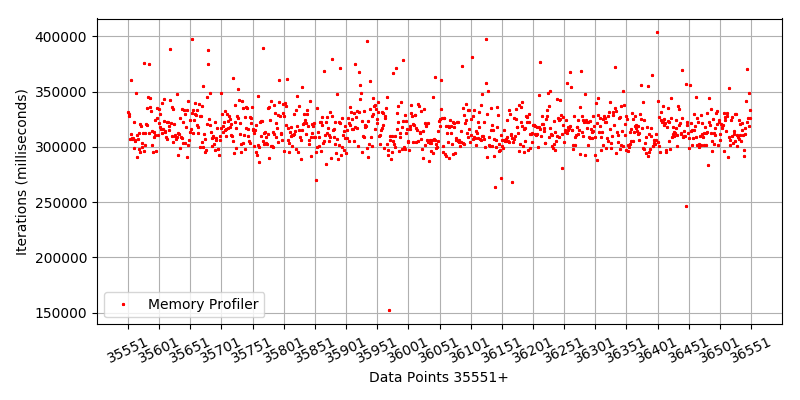 400000
350000
300000
250000
200000
150000
Iterations (milliseconds)
Memory Profiler
35551 35601 35651 35701 35751 35801 35851 35901 35951 36001 36051 36101 36151 36201 36251 36301 36351 36401 36451 36501 36551
Data Points 35551+